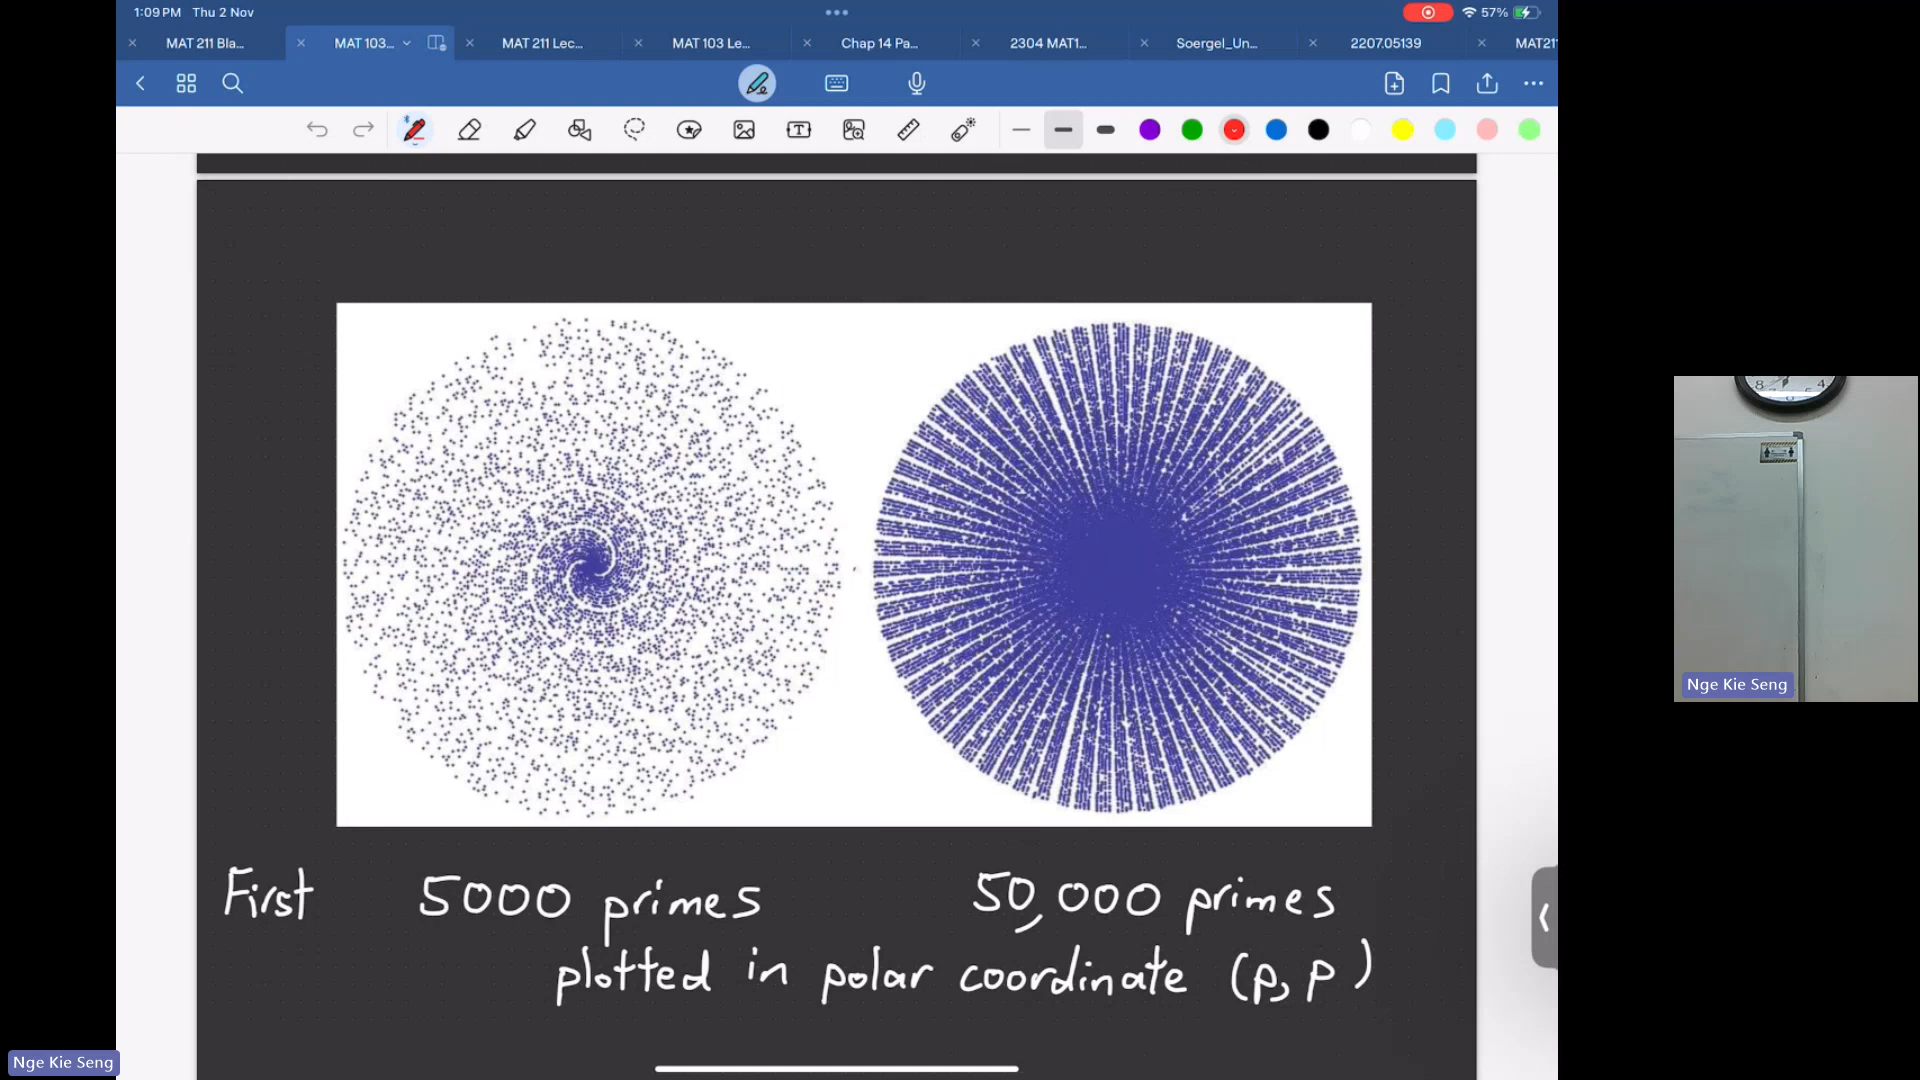 1:09 PM Thu 2 Nov
57%
MAT 211 Bla...
MAT 103...
MAT 211 Lec...
MAT 103 Le...
Chap 14 Pa...
2304 MAT1...
Soergel_Un...
2207.05139
MAT21
First 5000 primes 50,000 primes
plotted in polar coordinate (p, p)
8 4
Nge Kie Seng
Nge Kie Seng